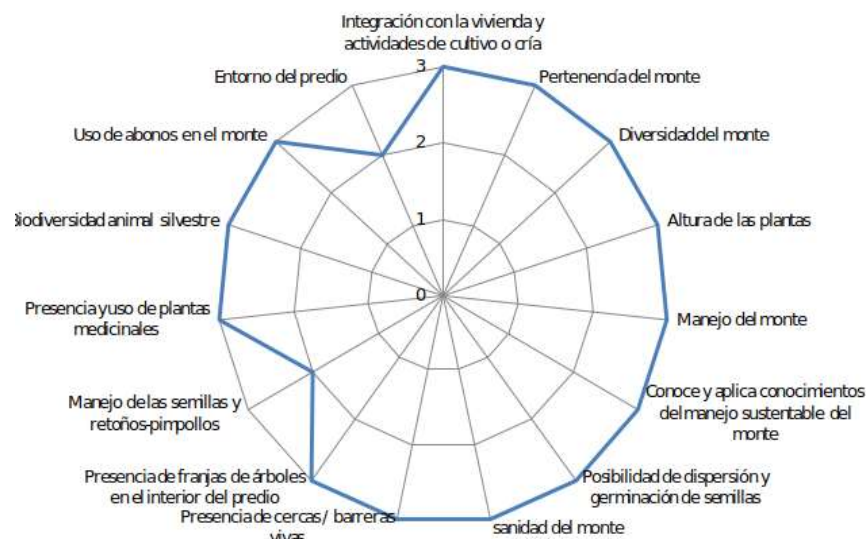 Integración con la vivienda y
actividades de cultivo o cría
3
Entorno del predio
Pertenencía del monte
Uso de abonos en el monte
2
Diversidad del monte
1
Biodiversidad animal silvestre
Altura de las plantas
0
Presencia y uso de plantas
medicinales
Manejo del monte
Manejo de las semillas y
retoños-pimpollos
Conoce y aplica conocimientos
del manejo sustentable del
monte
Presencia de franjas de árboles
en el interior del predio
Posibilidad de dispersión y
germinación de semillas
Presencia de cercas / barreras
vivas
sanidad del monte